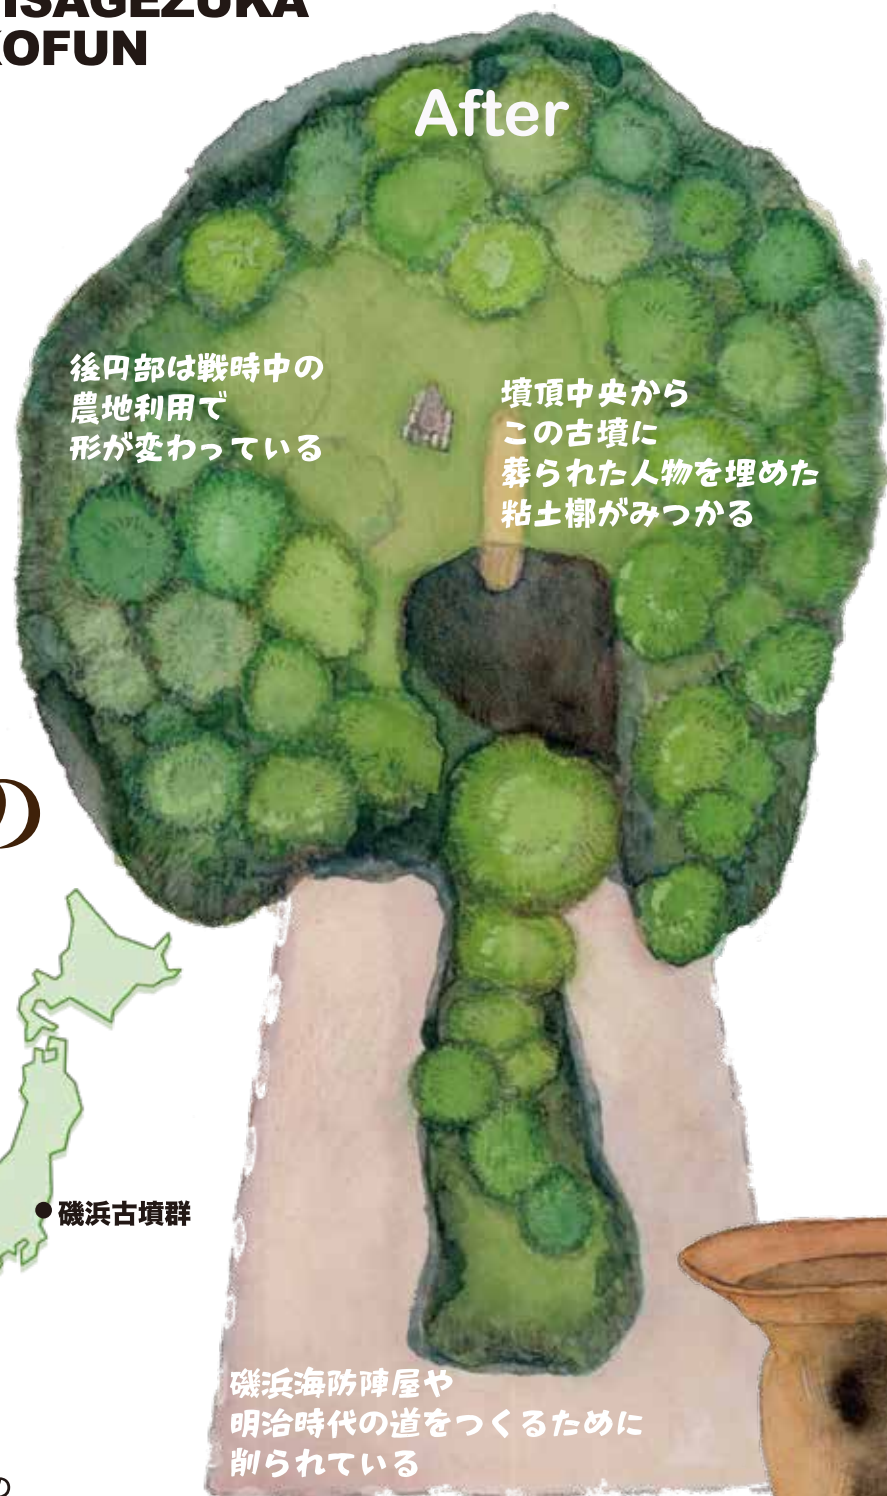 ISAGEZUKA
KOFUN
After
後円部は戦時中の
農地利用で
形が変わっている
墳頂中央から
この古墳に
葬られた人物を埋めた
粘土槨がみつかる
の
磯浜古墳群
磯浜海防陣屋や
明治時代の道をつくるために
削られている
の